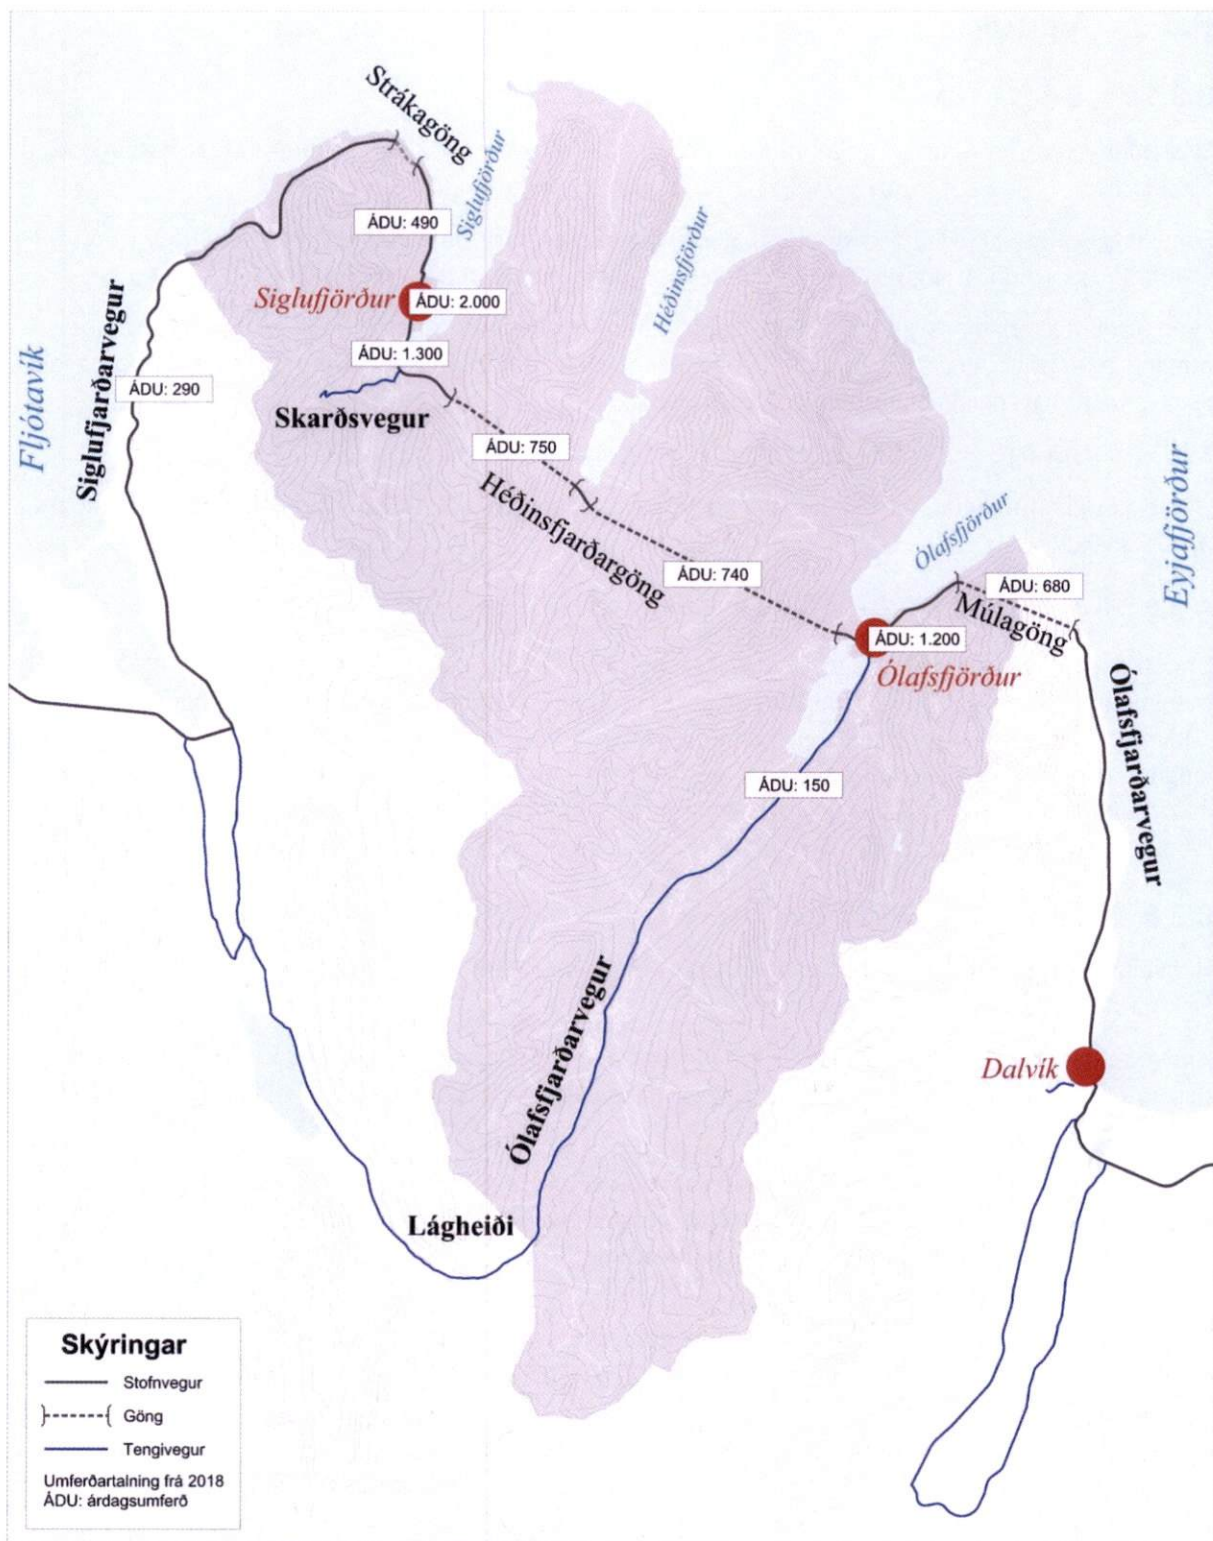 Strákagöng
Siglufjörður
ÁDU: 490
Héðinsfjörður
Siglufjörður
ÁDU: 2.000
Siglufjarðarvegur
Fljótavík
ÁDU: 1.300
ÁDU: 290
Skarðsvegur
ÁDU: 750
Héðinsfjarðargöng
Eyjafjörður
Ólafsfjörður
ÁDU: 740
ÁDU: 680
Múlagöng
ÁDU: 1.200
Ólafsfjörður
Ólafsfjarðarvegur
ÁDU: 150
Ólafsfjarðarvegur
Dalvík
Lágheiði
Skýringar
Stofnvegur
Göng
Tengivegur
Umferðartalning frá 2018
ÁDU: árdagsumferð